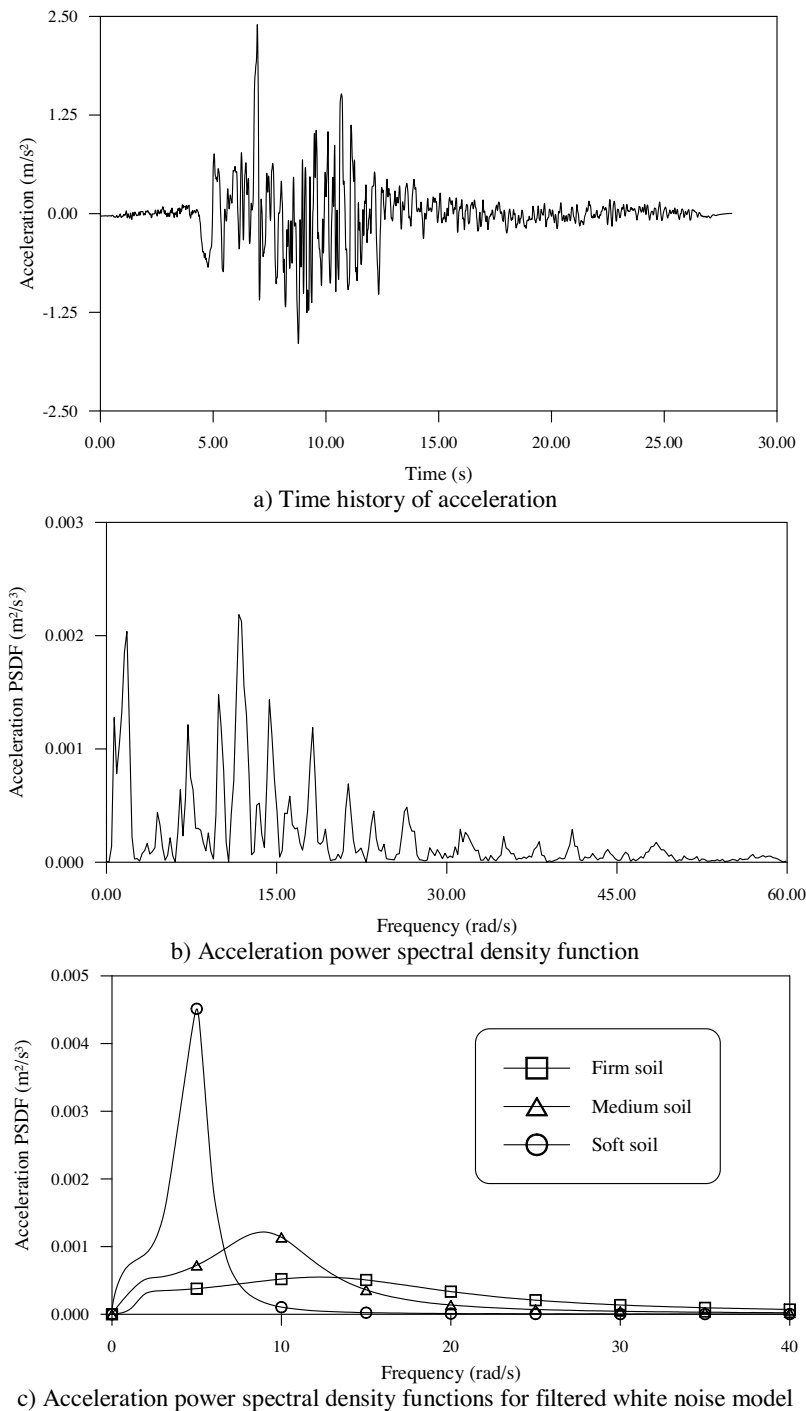 2.50
1.25
0.00
-1.25
-2.50
Acceleration (m/s²)
0.00 5.00 10.00 15.00 20.00 25.00 30.00
Time (s)
a) Time history of acceleration
0.003
0.002
0.001
0.000
Acceleration PSDF (m²/s³)
0.00 15.00 30.00 45.00 60.00
Frequency (rad/s)
b) Acceleration power spectral density function
0.005
0.004
0.003
0.002
0.001
0.000
Acceleration PSDF (m²/s³)
Firm soil
Medium soil
Soft soil
0 10 20 30 40
Frequency (rad/s)
c) Acceleration power spectral density functions for filtered white noise model